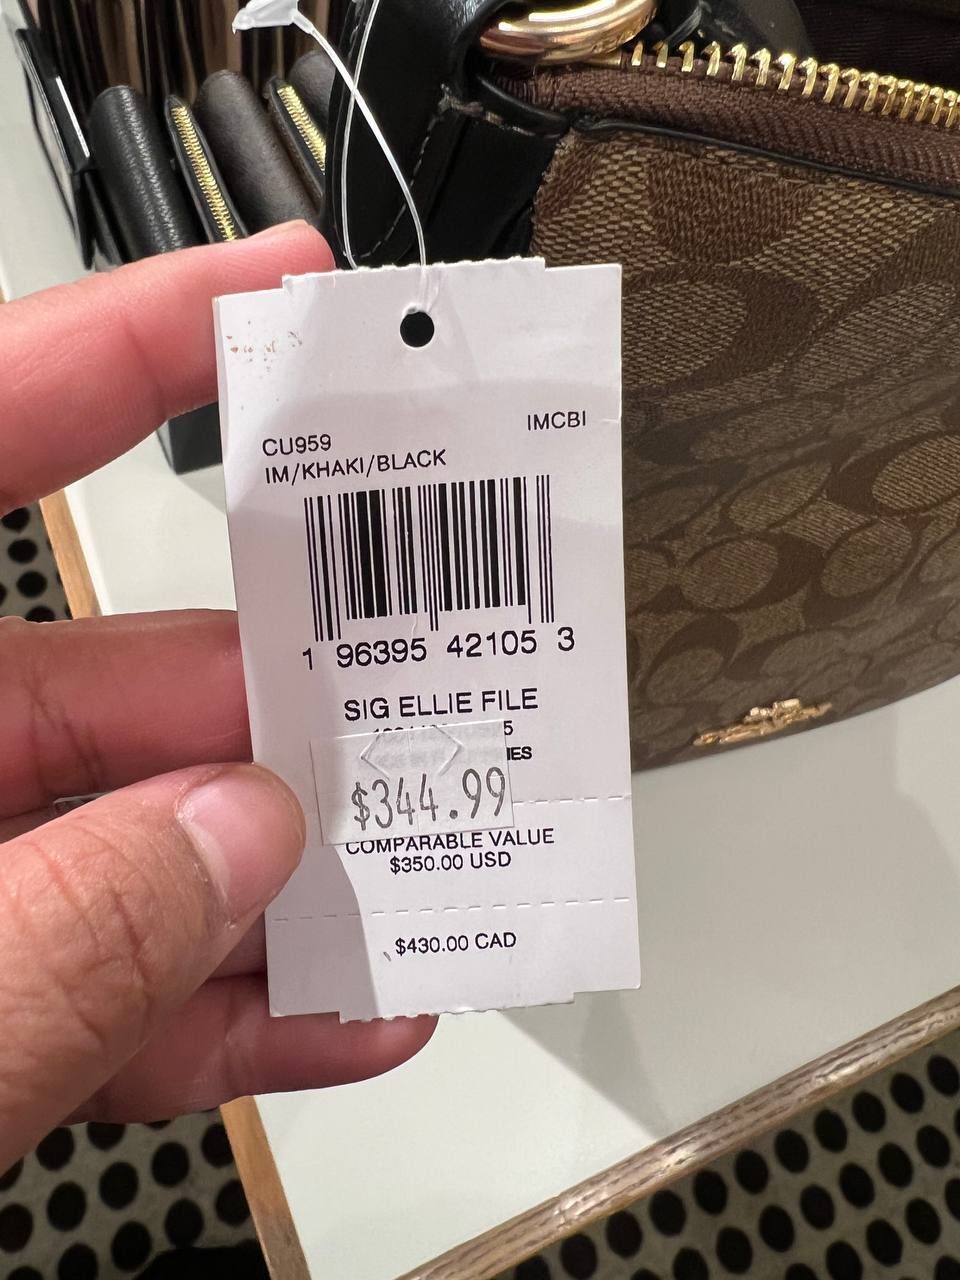 CU959
IMCBI
IM/KHAKI/BLACK
1 96395 42105 3
SIG ELLIE FILE
$344.99
COMPARABLE VALUE
$350.00 USD
$430.00 CAD